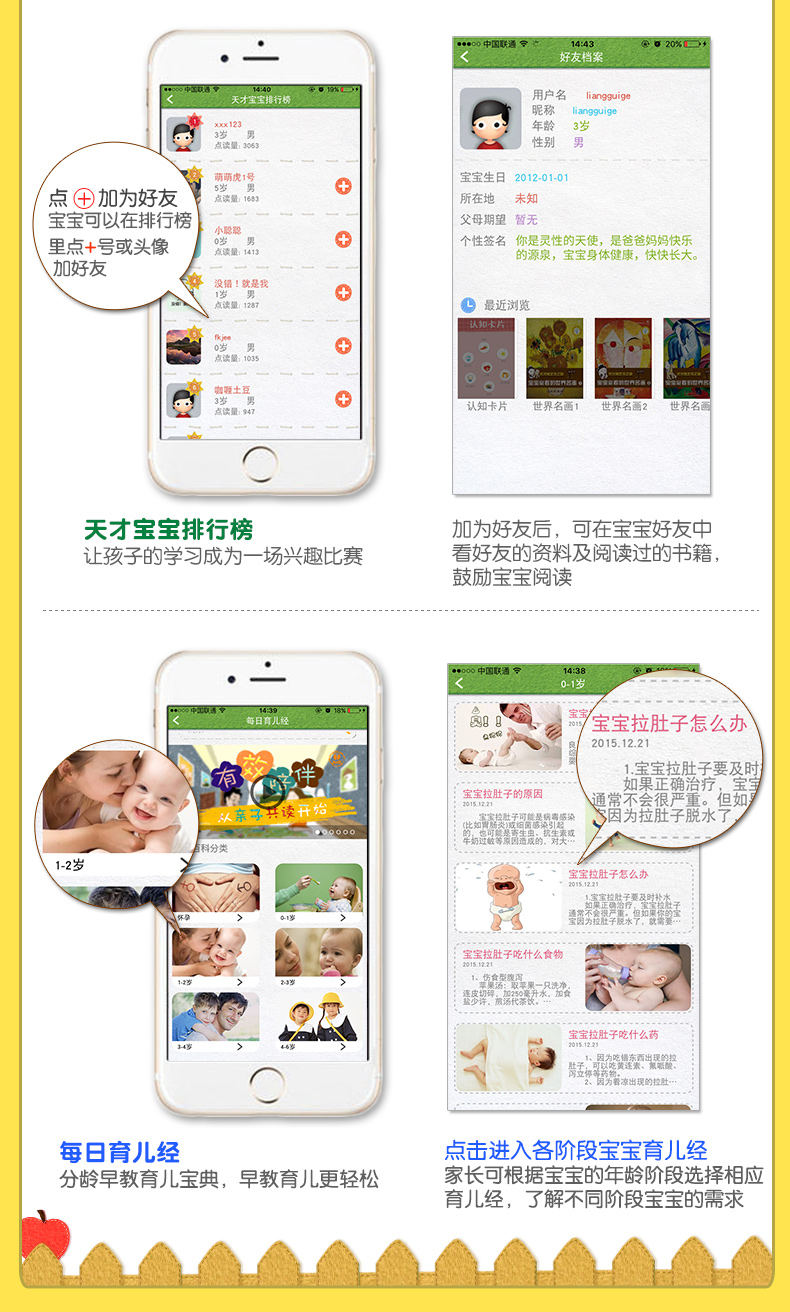 中国联通 14:40 19%
天才宝宝排行榜
1
xxx123
3岁 男
点读量: 3063
萌萌虎1号
5岁 男
点读量: 1683
小聪聪
0岁 男
点读量: 1413
没错！就是我
1岁 男
点读量: 1287
fkjee
0岁 男
点读量: 1035
咖喱土豆
3岁 男
点读量: 947
点+加为好友
宝宝可以在排行榜
里点+号或头像
加好友
中国联通 14:43 20%
好友档案
用户名 liangguige
昵称 liangguige
年龄 3岁
性别 男
宝宝生日 2012-01-01
所在地 未知
父母期望 暂无
个性签名 你是灵性的天使，是爸爸妈妈快乐
的源泉，宝宝身体健康，快快长大。
最近浏览
认知卡片
宝宝爱看的世界名画
宝宝爱看的世界名画
认知卡片 世界名画1 世界名画2 世界名画
天才宝宝排行榜
让孩子的学习成为一场兴趣比赛
加为好友后，可在宝宝好友中
看好友的资料及阅读过的书籍，
鼓励宝宝阅读
中国联通 14:39 18%
每日育儿经
有效陪伴
从亲子共读开始
百科分类
怀孕 0-1岁
1-2岁 2-3岁
3-4岁 4-6岁
1-2岁
中国联通 14:38
0-1岁
宝宝拉肚子的原因
2015.12.21
宝宝拉肚子可能是病毒感染
(比如胃肠炎)或细菌感染引起
的，也可能是寄生虫、抗生素或
牛奶过敏等原因造成的，对大…
宝宝拉肚子怎么办
2015.12.21
1.宝宝拉肚子要及时补水
如果正确治疗，宝宝拉肚子
通常不会很严重。但如果你的宝
宝因为拉肚子脱水了，就需要…
宝宝拉肚子吃什么食物
2015.12.21
1、伤食型腹泻
苹果汤：取苹果一只洗净，
连皮切碎，加250毫升水，加食
盐少许，煎汤代茶饮。…
宝宝拉肚子吃什么药
2015.12.21
1、因为吃错东西出现的拉
肚子，可以吃黄连素、氟哌酸、
泻立停等药物。
2、因为着凉出现的拉肚…
宝宝拉肚子怎么办
2015.12.21
1.宝宝拉肚子要及时
如果正确治疗，宝宝
通常不会很严重。但如
因为拉肚子脱水了，
每日育儿经
分龄早教育儿宝典，早教育儿更轻松
点击进入各阶段宝宝育儿经
家长可根据宝宝的年龄阶段选择相应
育儿经，了解不同阶段宝宝的需求